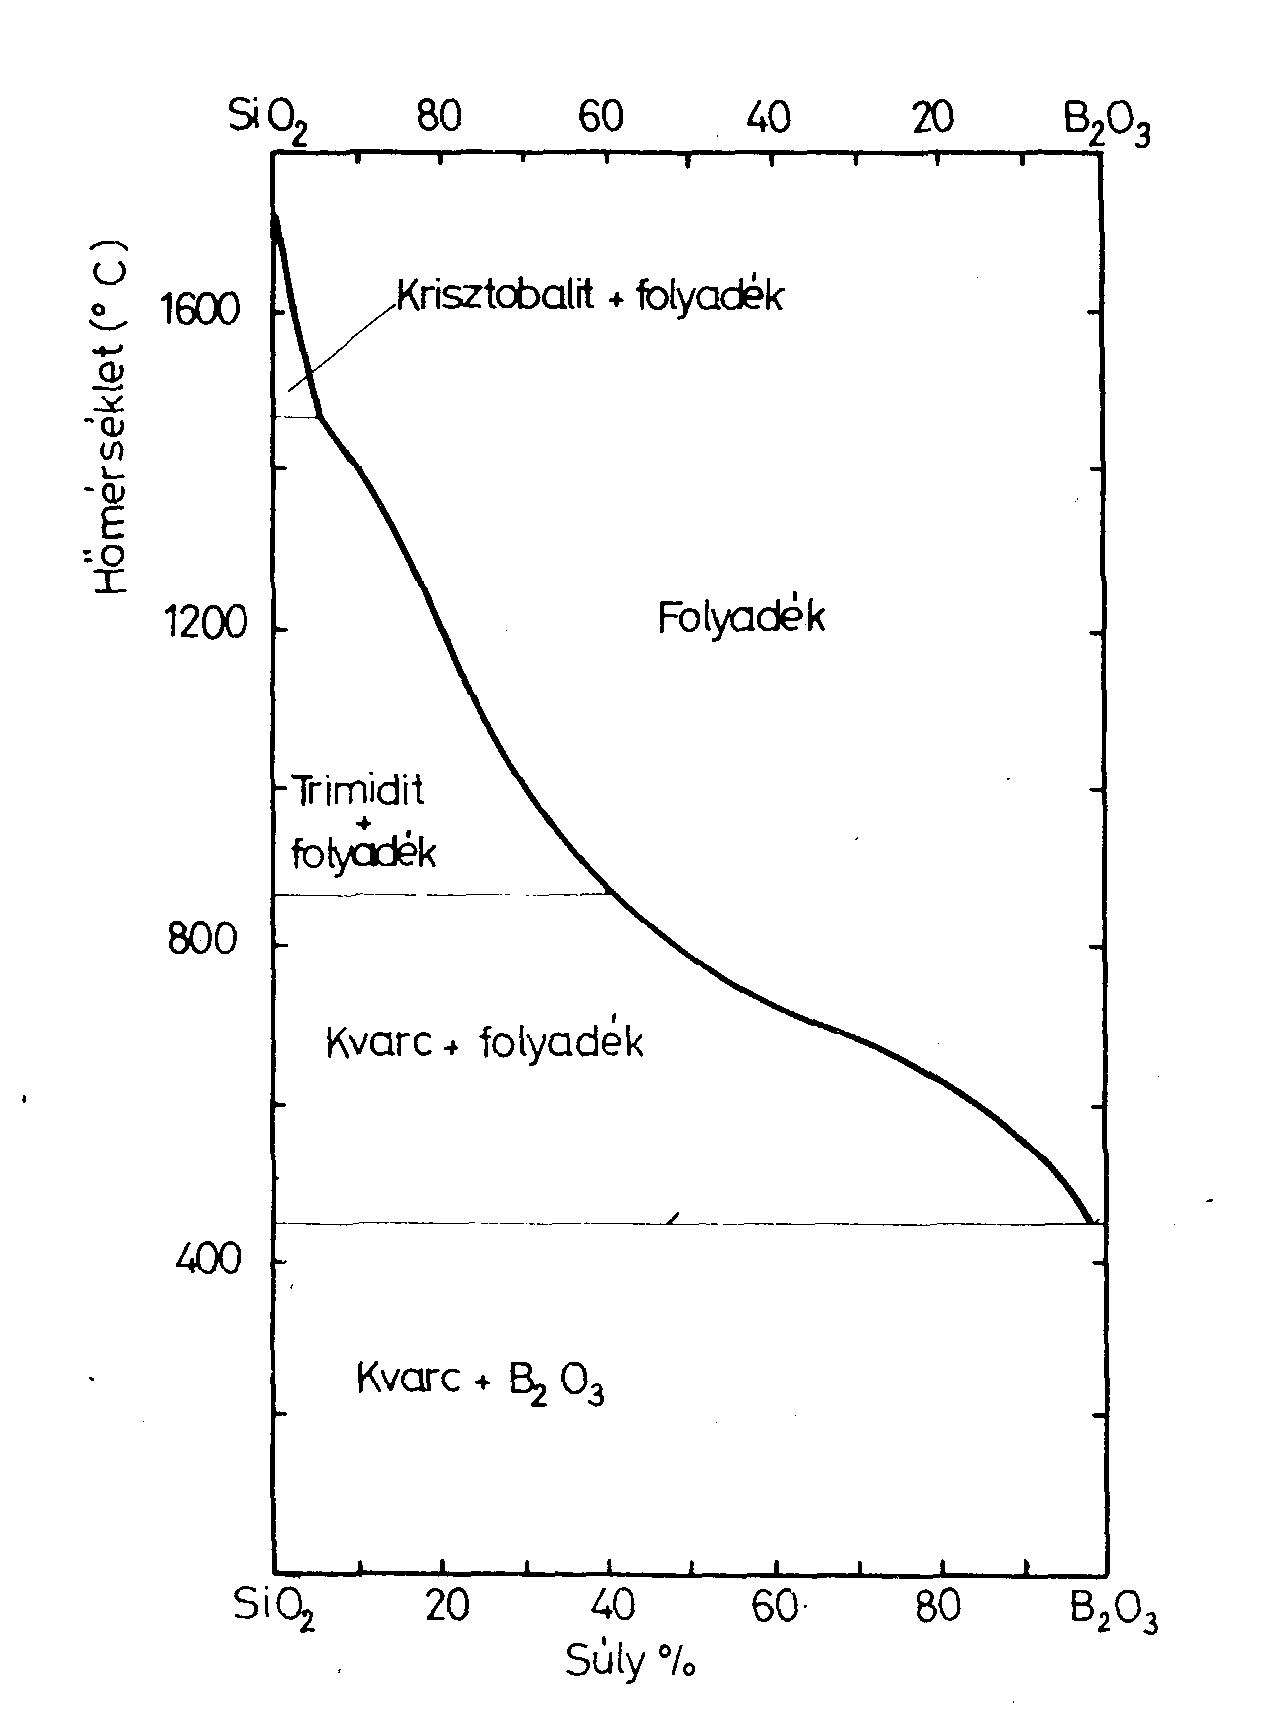 SiO₂ 80 60 40 20 B₂O₃
Hőmérséklet (° C)
1600
1200
800
400
Krisztobalit + folyadék
Folyadék
Trimidit
+
folyadék
Kvarc + folyadék
Kvarc + B₂ O₃
SiO₂ 20 40 60 80 B₂O₃
Súly %